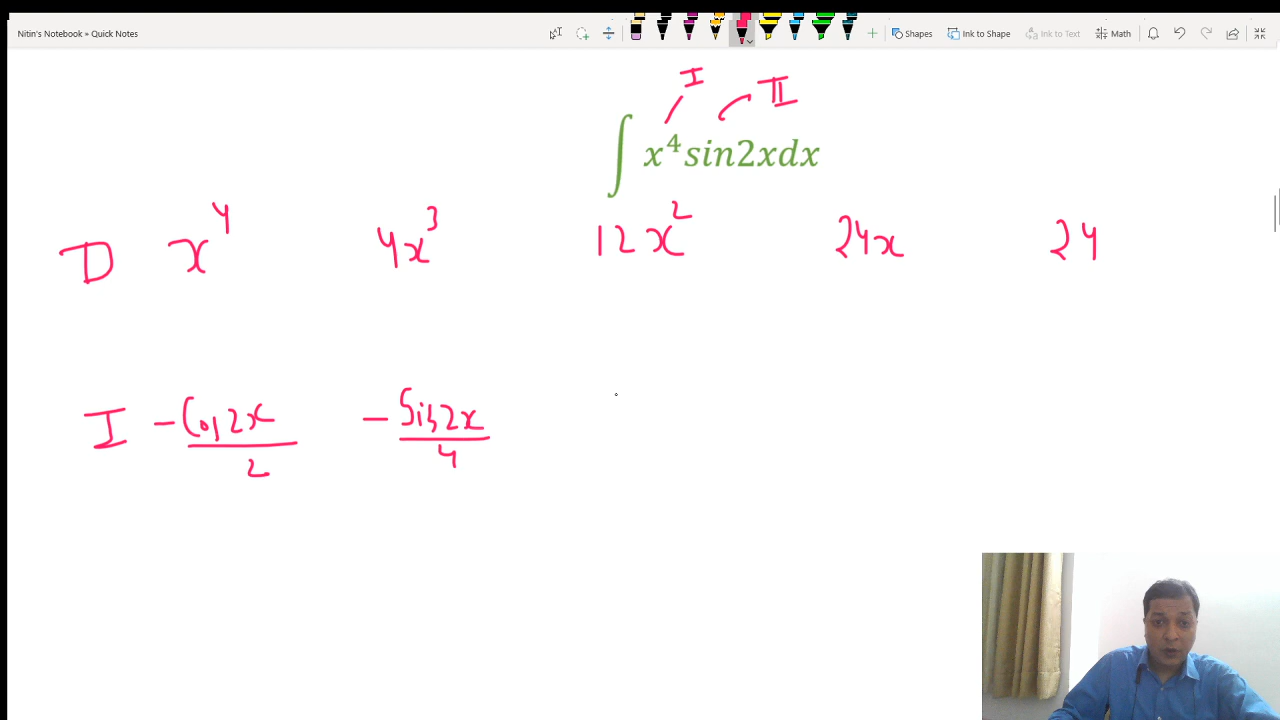 Nitin's Notebook » Quick Notes
Shapes Ink to Shape Ink to Text Math
I II
∫ x⁴sin2xdx
D x⁴ 4x³ 12x² 24x 24
I -Cos2x/2 -Sin2x/4